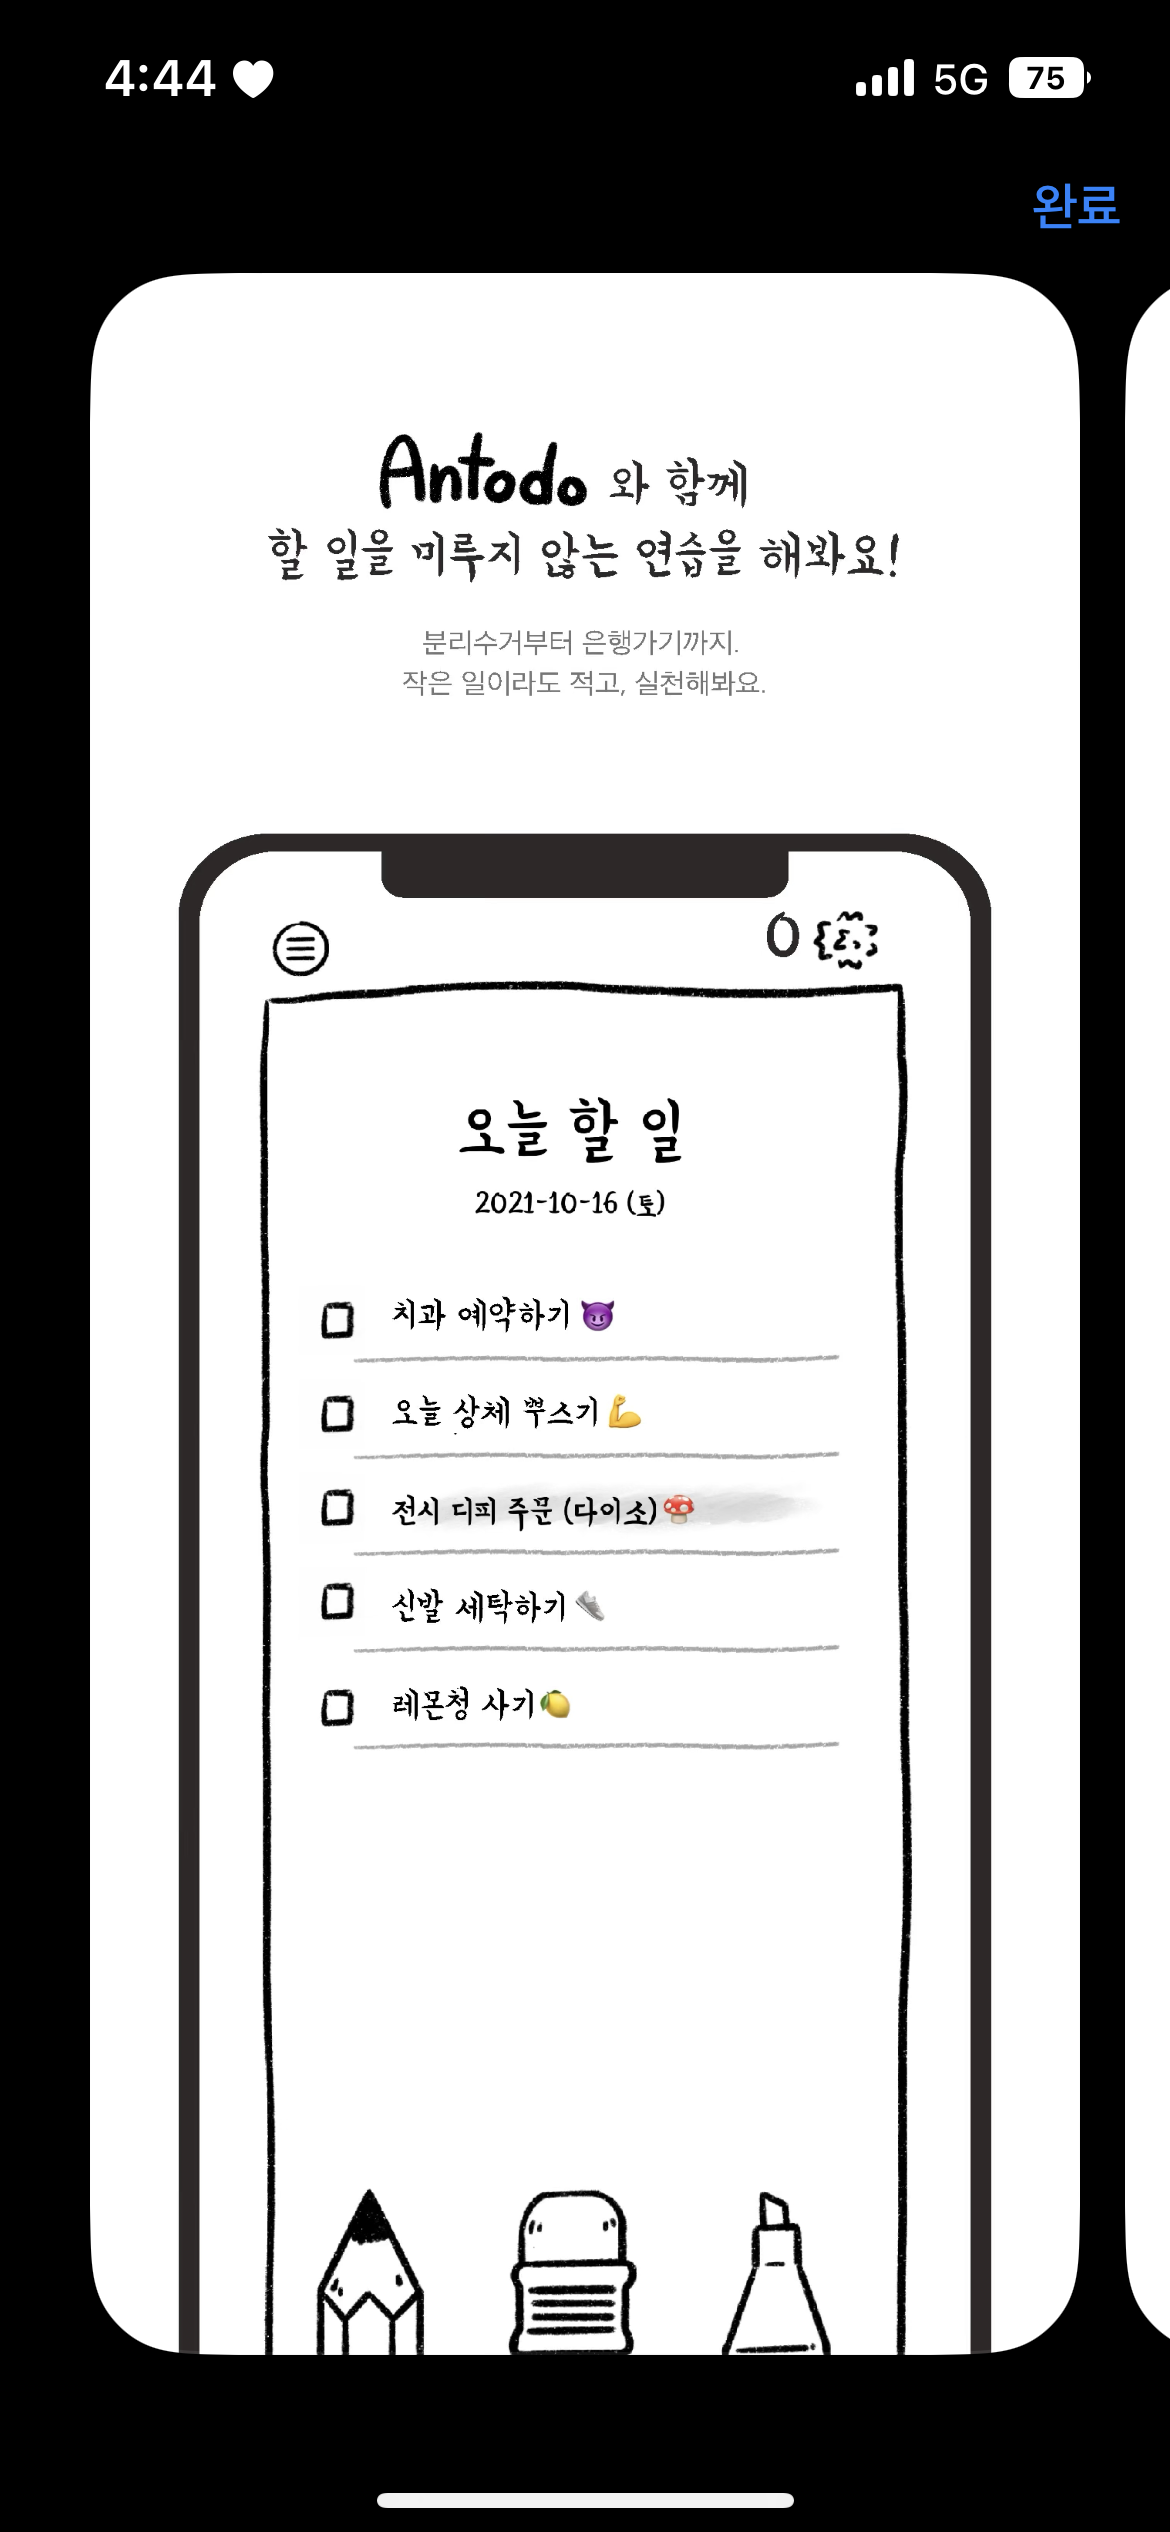 4:44
5G
75
완료
Antodo 와 함께
할 일을 미루지 않는 연습을 해봐요!
분리수거부터 은행가기까지.
작은 일이라도 적고, 실천해봐요.
0
오늘 할 일
2021-10-16 (토)
치과 예약하기 😈
오늘 상체 뿌스기 💪
전시 디피 주문 (다이소)🍄
신발 세탁하기 👟
레몬청 사기🍋